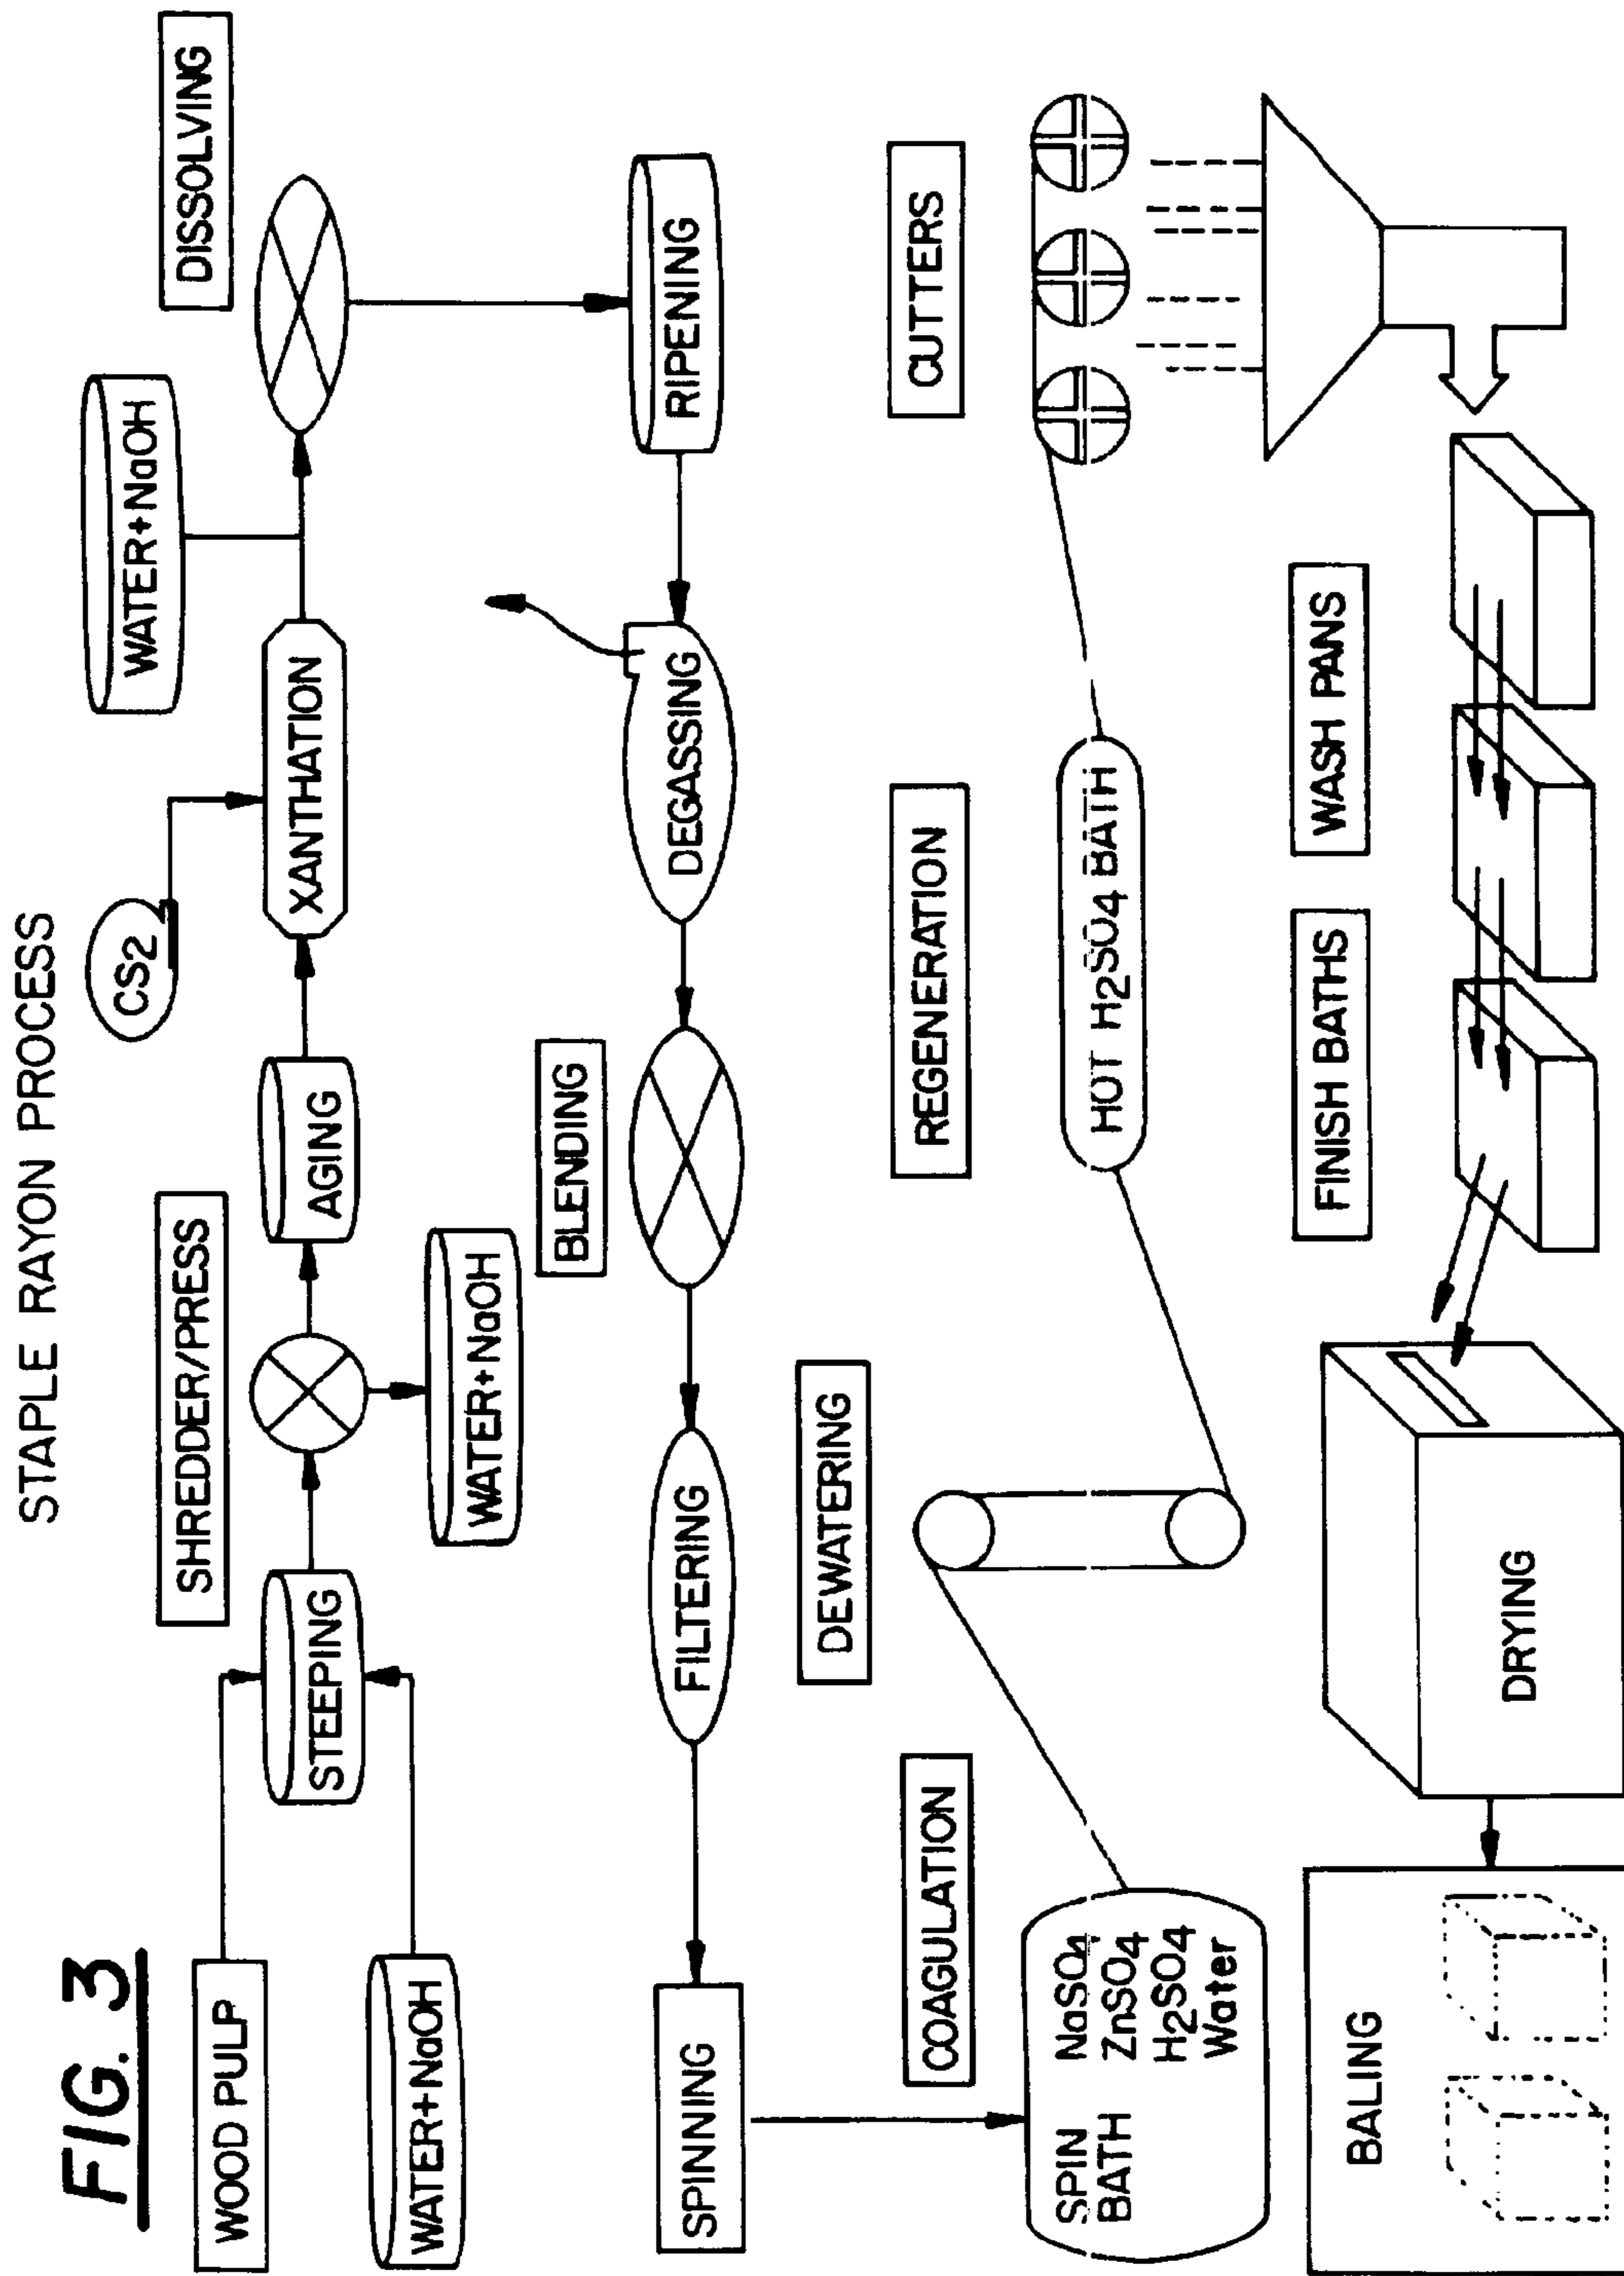 STAPLE RAYON PROCESS
FIG. 3
WOOD PULP
WATER+NaOH
STEEPING
SHREDDER/PRESS
WATER+NaOH
AGING
CS2
XANTHATION
WATER+NaOH
DISSOLVING
RIPENING
DEGASSING
BLENDING
FILTERING
SPINNING
COAGULATION
SPIN
BATH
NaSO4
ZnSO4
H2SO4
Water
DEWATERING
REGENERATION
HOT H2SO4 BATH
CUTTERS
WASH PANS
FINISH BATHS
DRYING
BALING